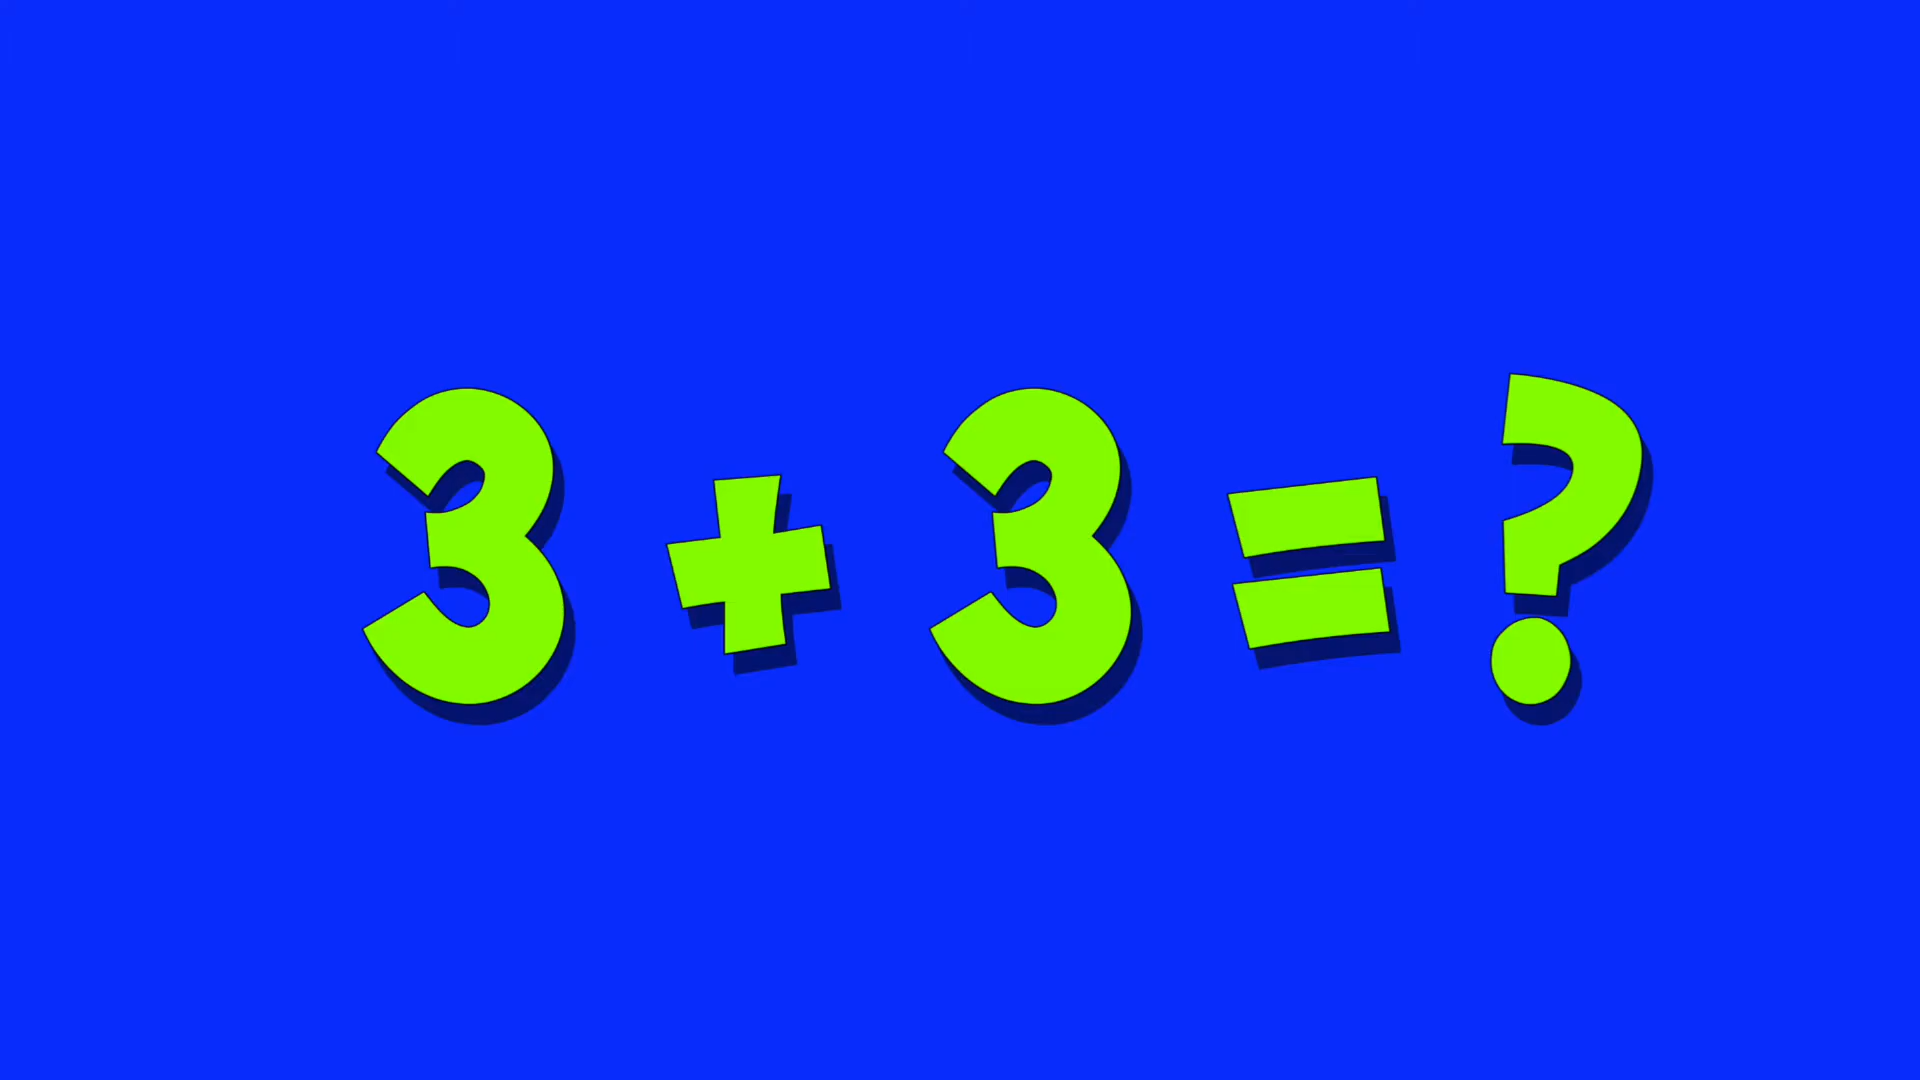 3 + 3 = ?